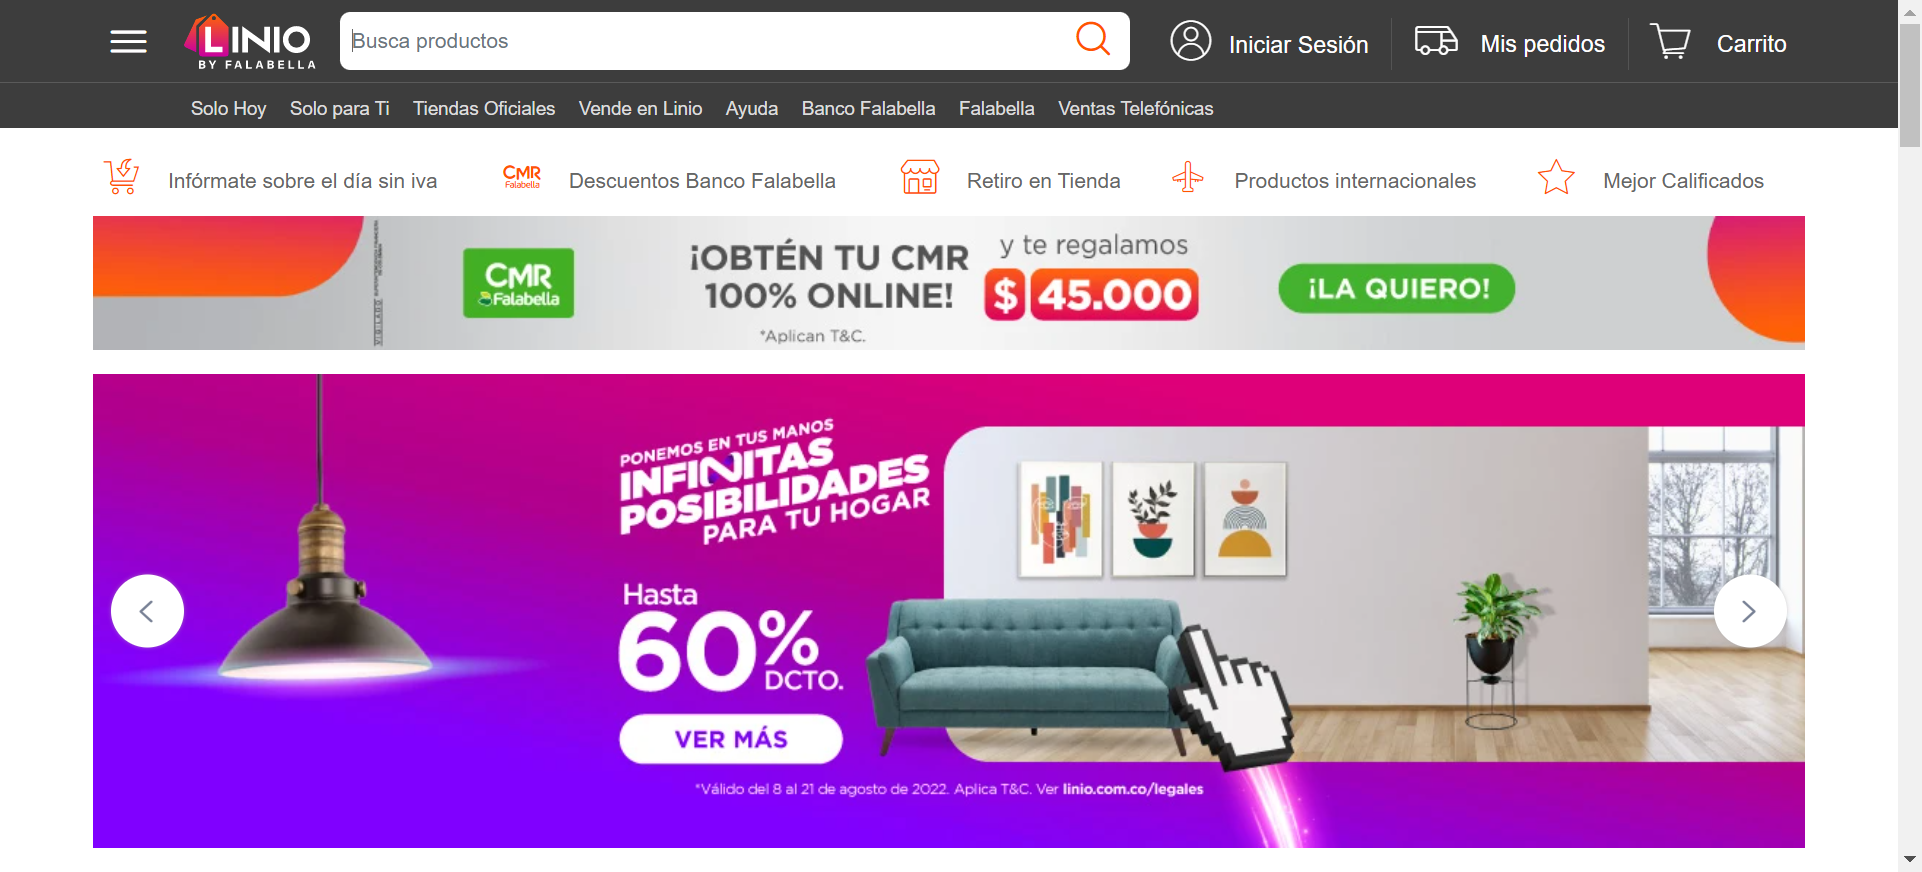 LINIO
BY FALABELLA
Busca productos
Iniciar Sesión
Mis pedidos
Carrito
Solo Hoy
Solo para Ti
Tiendas Oficiales
Vende en Linio
Ayuda
Banco Falabella
Falabella
Ventas Telefónicas
Infórmate sobre el día sin iva
CMR
Falabella
Descuentos Banco Falabella
Retiro en Tienda
Productos internacionales
Mejor Calificados
VIGILADO
CMR
Falabella
¡OBTÉN TU CMR
100% ONLINE!
y te regalamos
$ 45.000
*Aplican T&C.
¡LA QUIERO!
PONEMOS EN TUS MANOS
INFINITAS
POSIBILIDADES
PARA TU HOGAR
Hasta
60%
DCTO.
VER MÁS
*Válido del 8 al 21 de agosto de 2022. Aplica T&C. Ver linio.com.co/legales